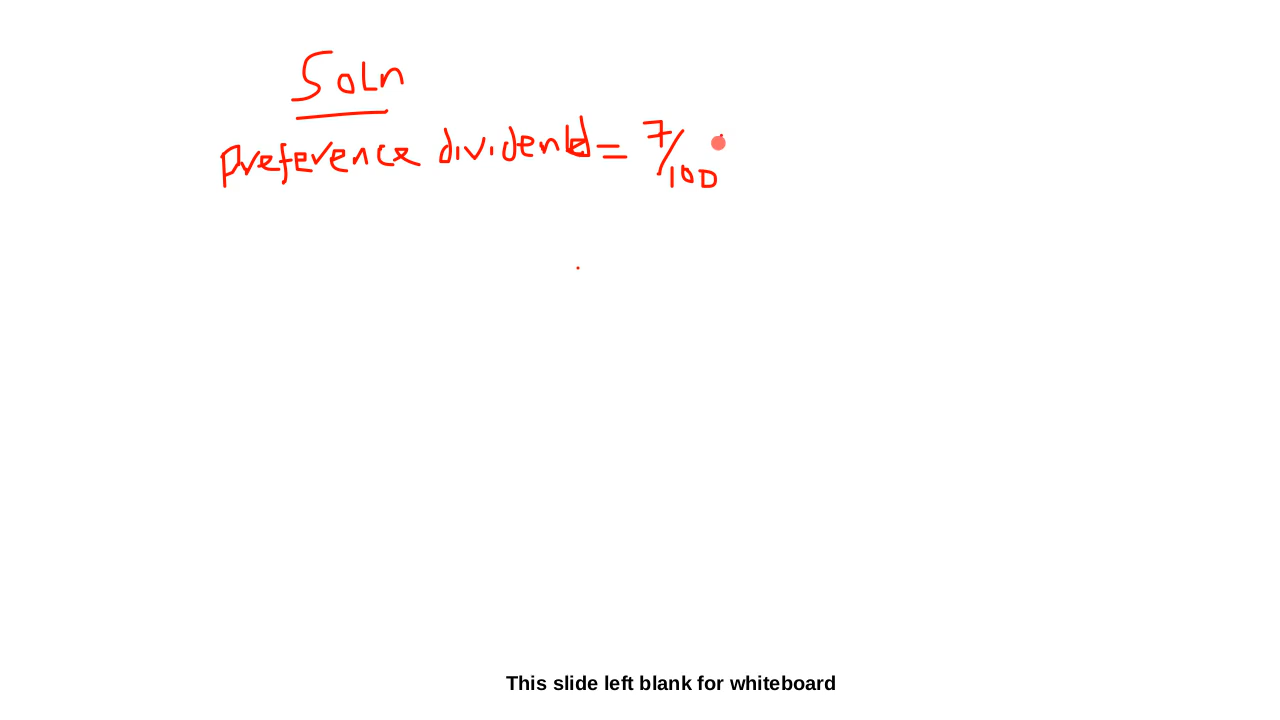 Soln
preference dividend = 7/100
This slide left blank for whiteboard